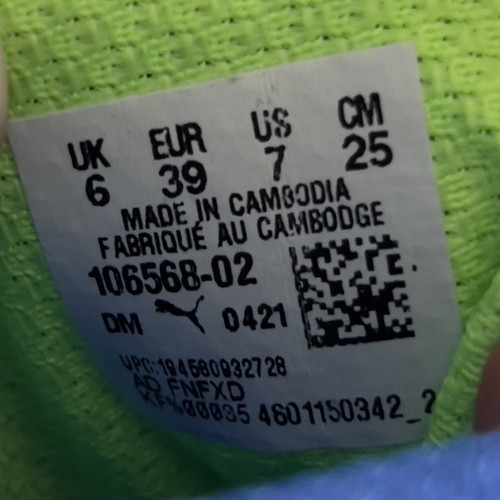 UK EUR US CM
6 39 7 25
MADE IN CAMBODIA
FABRIQUÉ AU CAMBODGE
106568-02
DM 0421
UPC:194560932728
AD FNFXD
4601150342_2